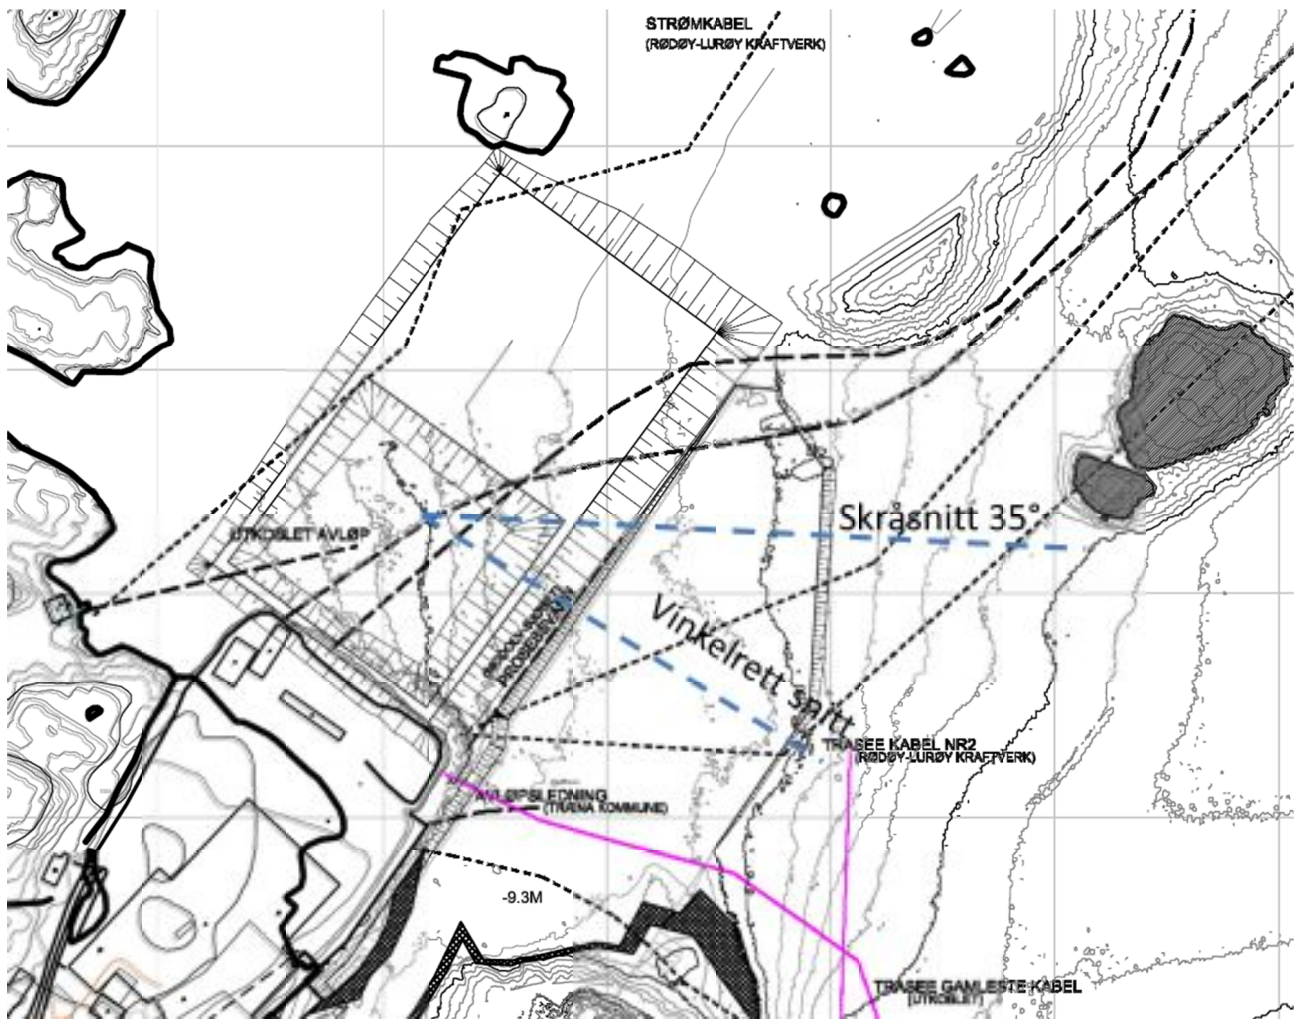 STRØMKABEL
(RØDØY-LURØY KRAFTVERK)
Skråsnitt 35°
UTKOBLET AVLØP
Vinkelrett snitt
TRASEE KABEL NR2
(RØDØY-LURØY KRAFTVERK)
AVLØPSLEDNING
(TRÆNA KOMMUNE)
-9.3M
TRASEE GAMLESTE KABEL
(UTKOBLET)